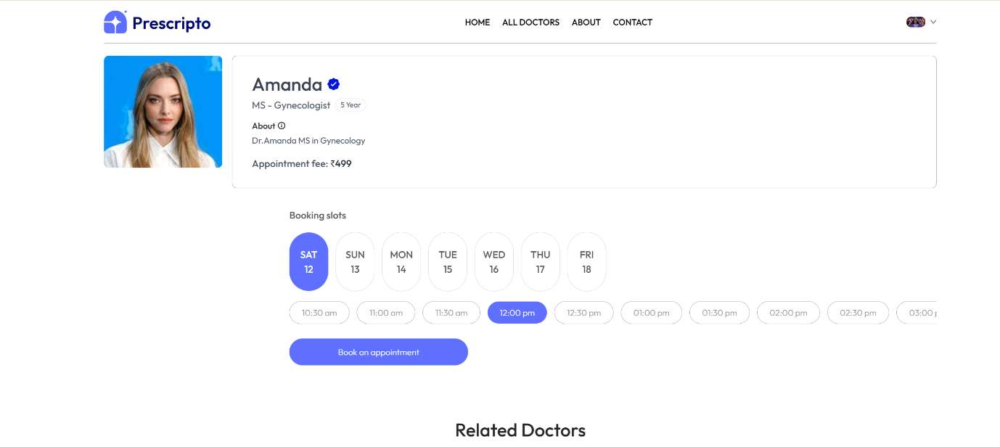 Prescripto
HOME ALL DOCTORS ABOUT CONTACT
Amanda
MS - Gynecologist 5 Year
About
Dr.Amanda MS in Gynecology
Appointment fee: ₹499
Booking slots
SAT SUN MON TUE WED THU FRI
12 13 14 15 16 17 18
10:30 am 11:00 am 11:30 am 12:00 pm 12:30 pm 01:00 pm 01:30 pm 02:00 pm 02:30 pm 03:00 p
Book an appointment
Related Doctors